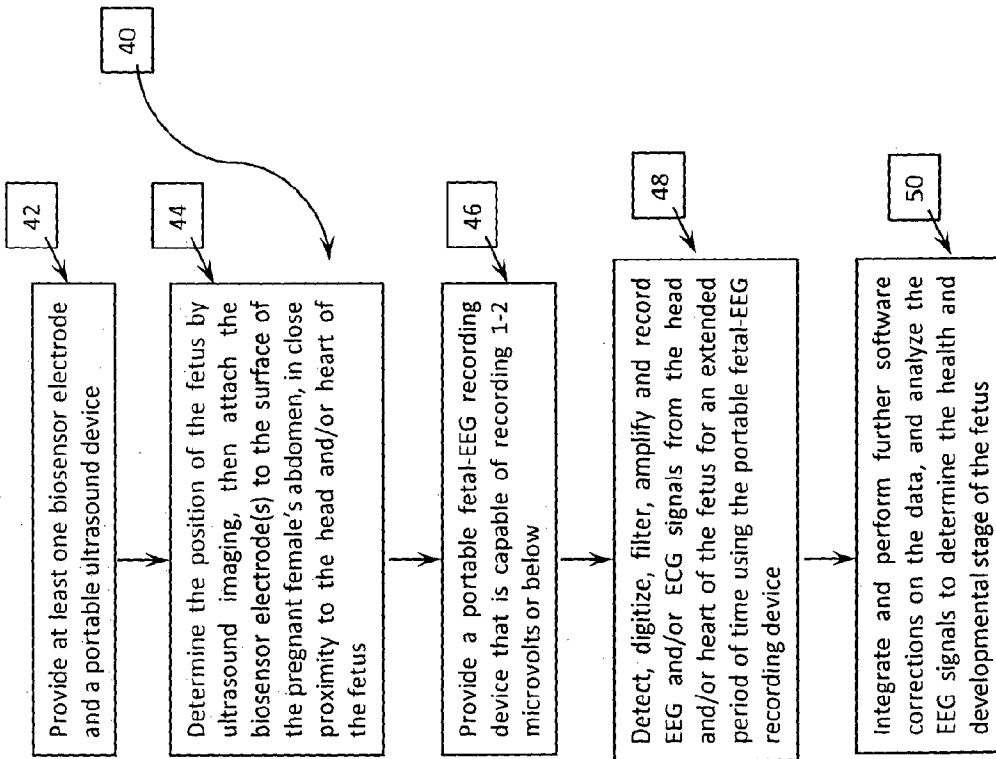 40
42
Provide at least one biosensor electrode
and a portable ultrasound device
44
Determine the position of the fetus by
ultrasound imaging, then attach the
biosensor electrode(s) to the surface of
the pregnant female's abdomen, in close
proximity to the head and/or heart of
the fetus
46
Provide a portable fetal-EEG recording
device that is capable of recording 1-2
microvolts or below
48
Detect, digitize, filter, amplify and record
EEG and/or ECG signals from the head
and/or heart of the fetus for an extended
period of time using the portable fetal-EEG
recording device
50
Integrate and perform further software
corrections on the data, and analyze the
EEG signals to determine the health and
developmental stage of the fetus